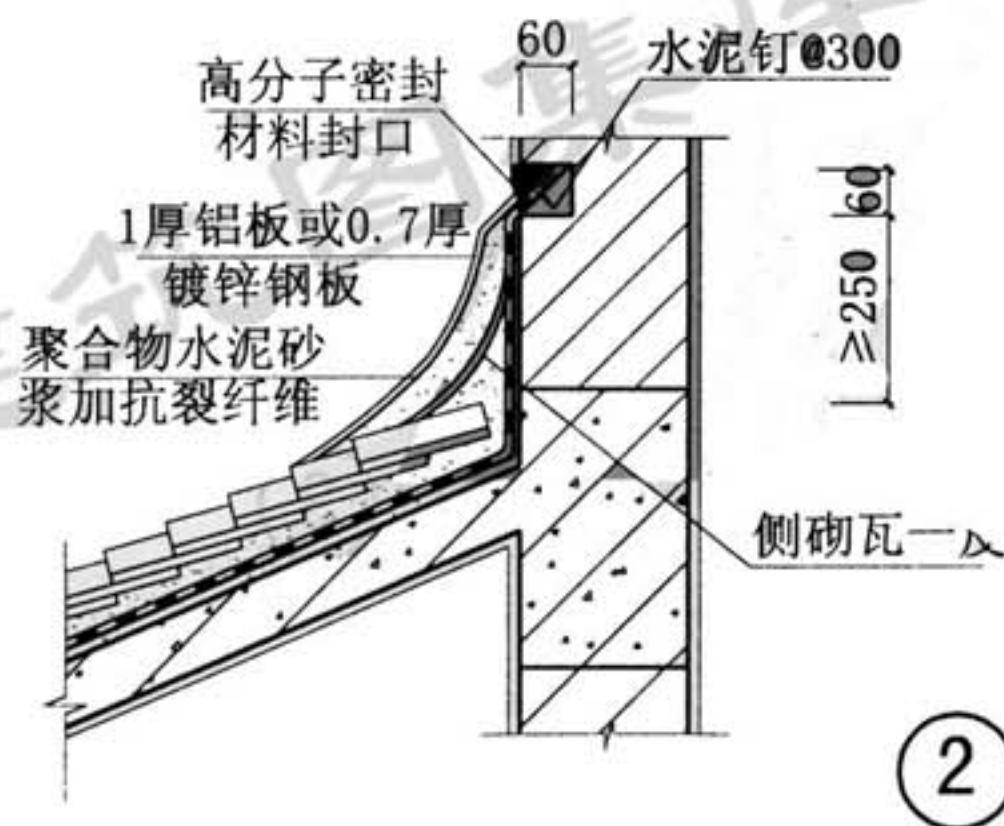 60
水泥钉@300
高分子密封
材料封口
1厚铝板或0.7厚
镀锌钢板
聚合物水泥砂
浆加抗裂纤维
60
≥250
侧砌瓦一
2